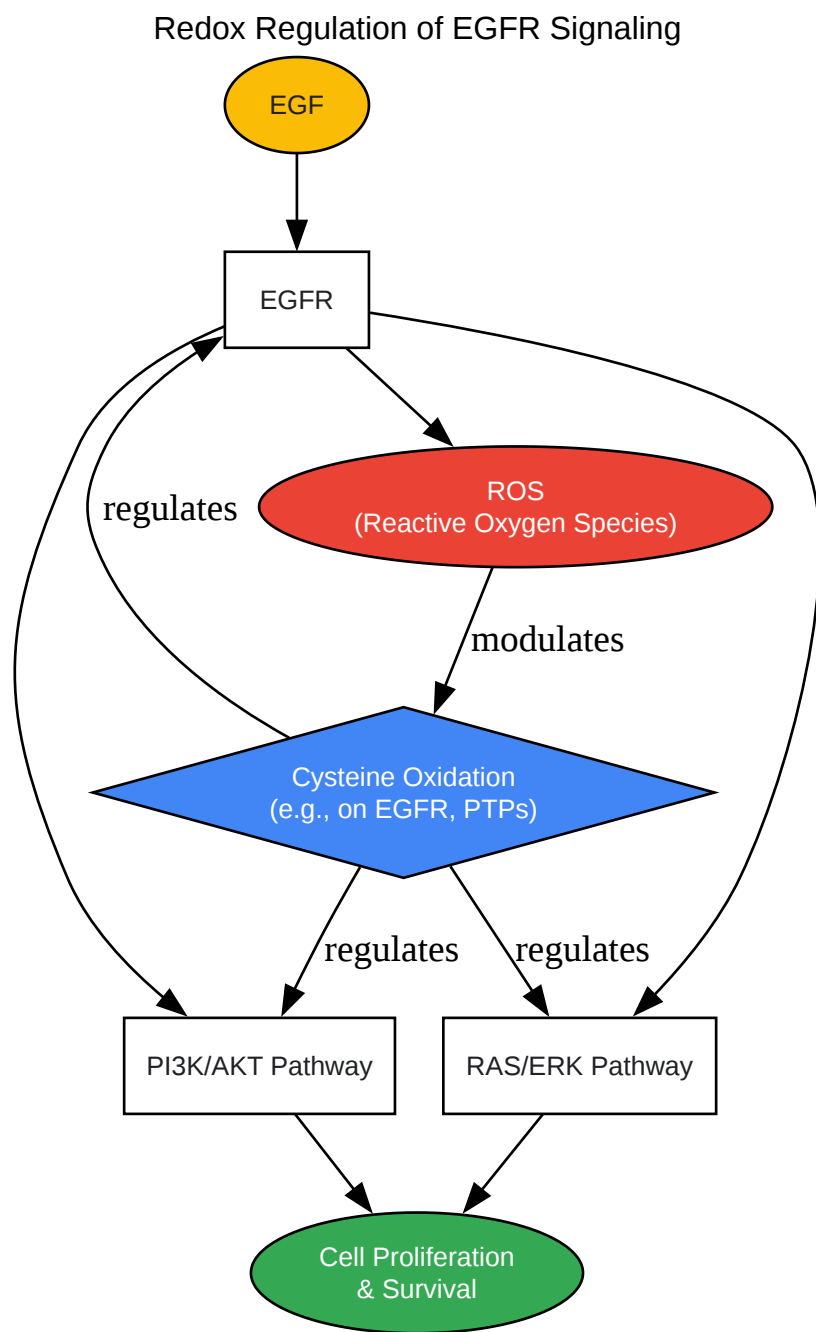 Redox Regulation of EGFR Signaling
EGF
EGFR
regulates
ROS
(Reactive Oxygen Species)
modulates
Cysteine Oxidation
(e.g., on EGFR, PTPs)
regulates
regulates
PI3K/AKT Pathway
RAS/ERK Pathway
Cell Proliferation
& Survival